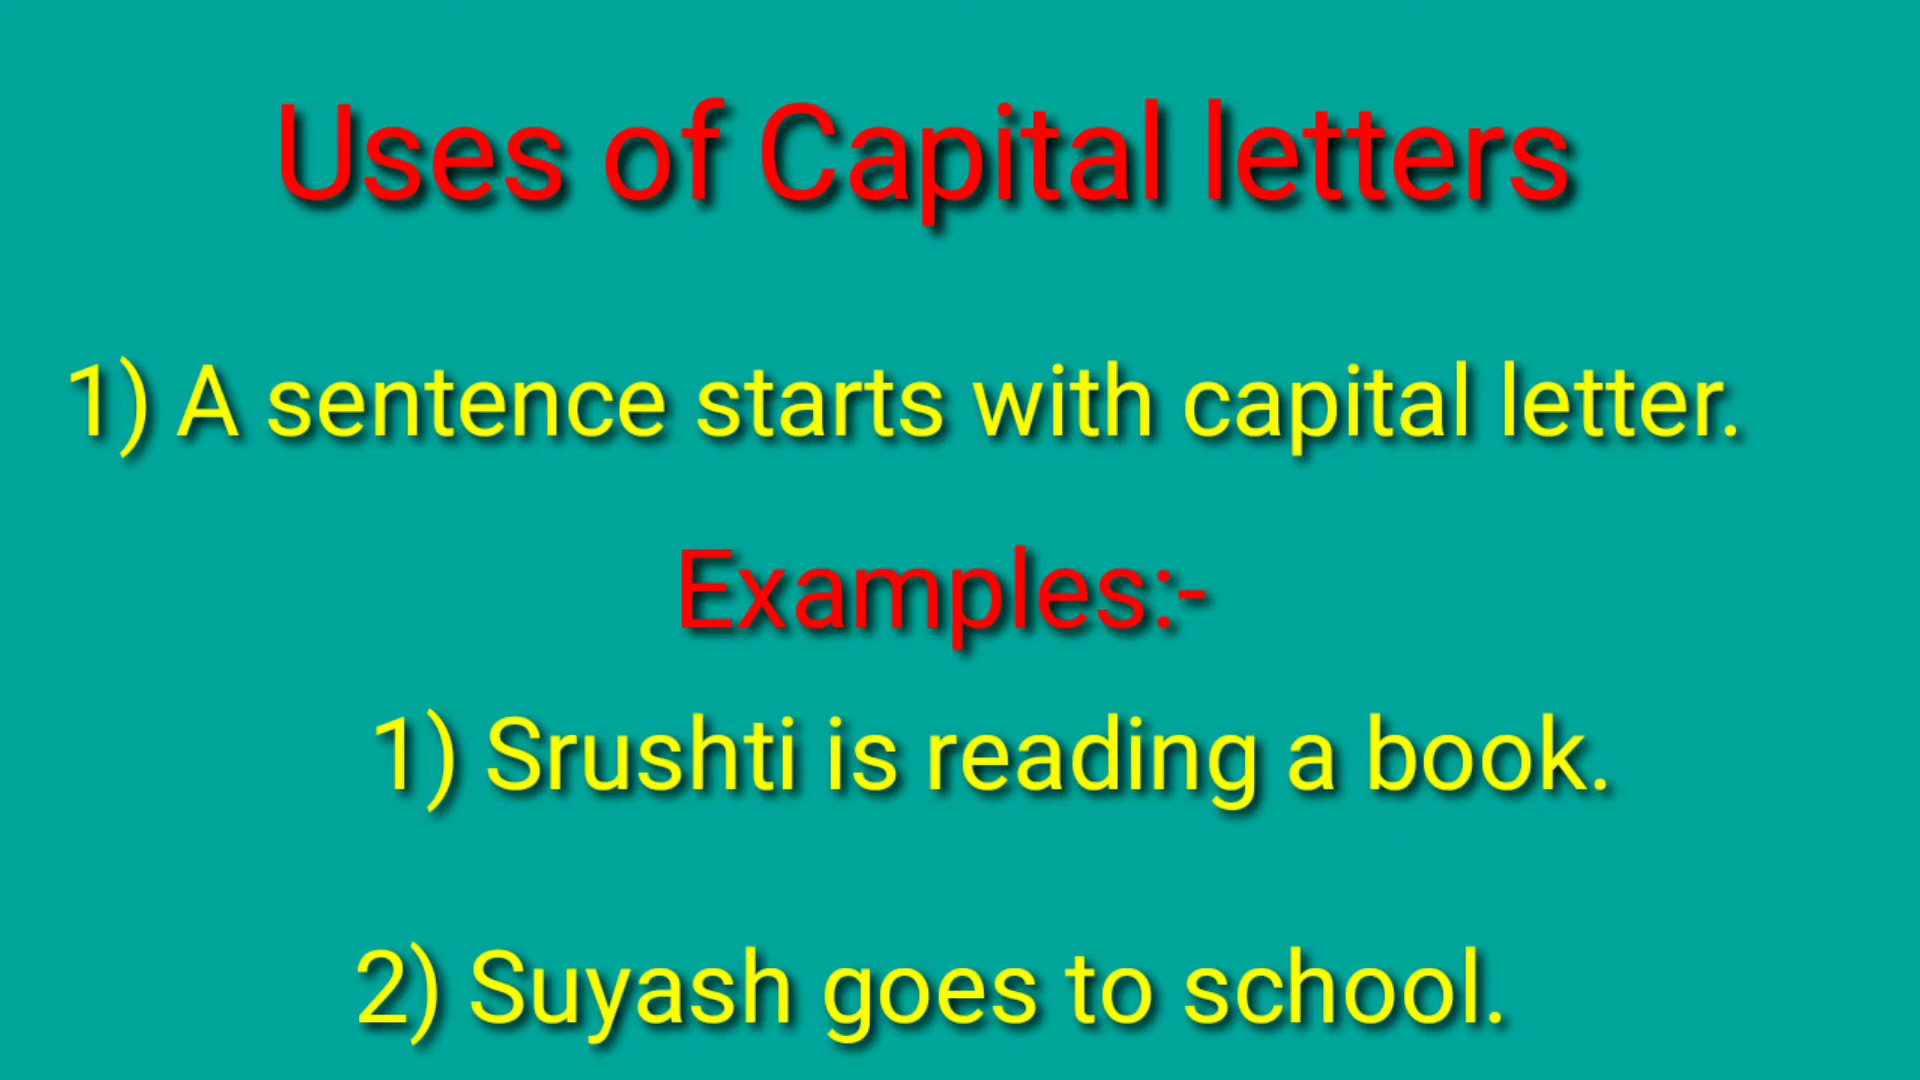 Uses of Capital letters
1) A sentence starts with capital letter.
Examples:-
1) Srushti is reading a book.
2) Suyash goes to school.